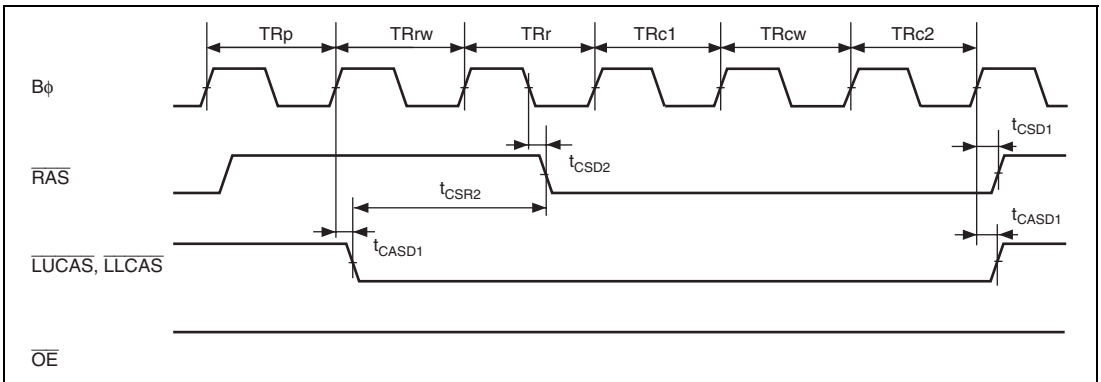 TRp TRrw TRr TRc1 TRcw TRc2
Bϕ
tCSD1
RAS
tCSD2
tCSR2
tCASD1
tCASD1
LUCAS, LLCAS
OE